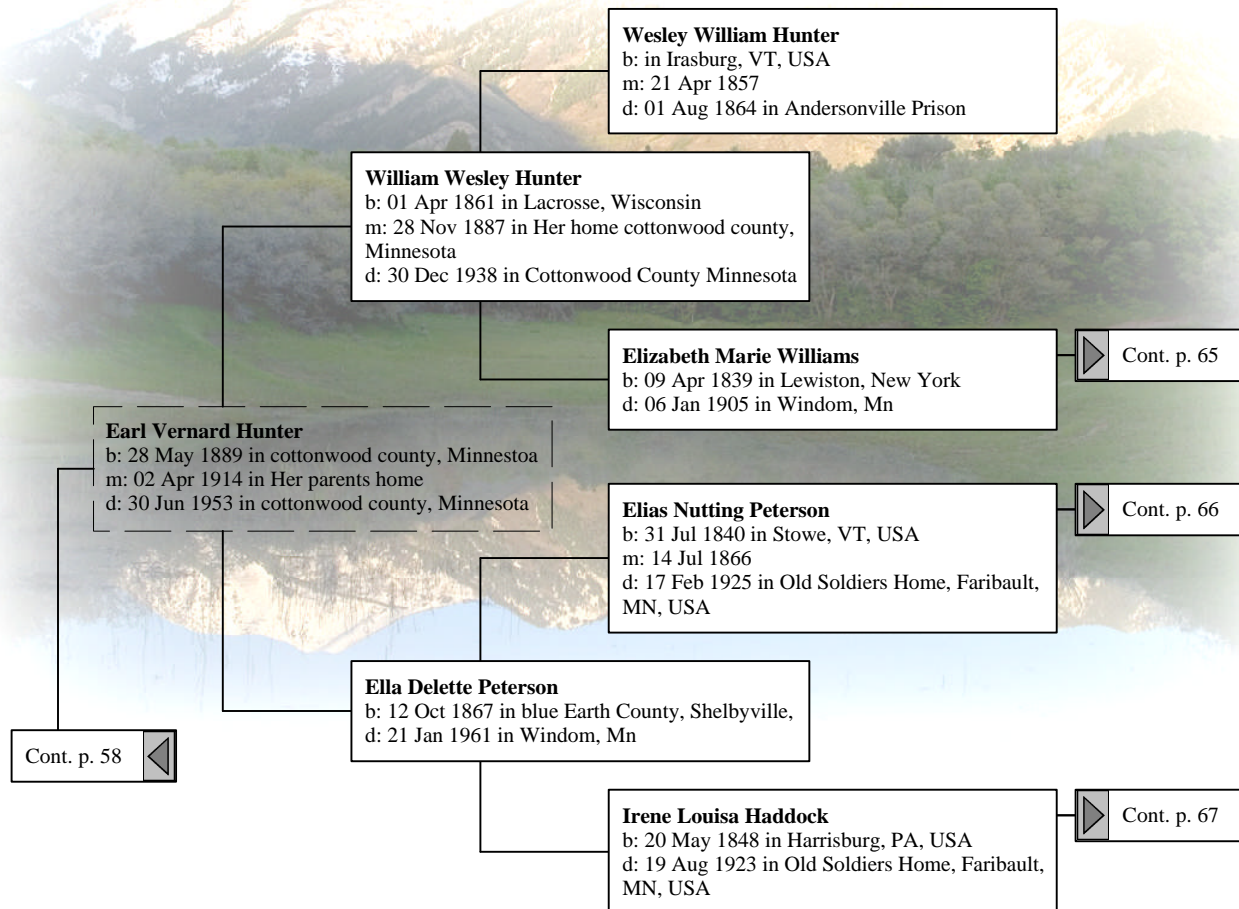 Wesley William Hunter
b: in Irasburg, VT, USA
m: 21 Apr 1857
d: 01 Aug 1864 in Andersonville Prison
William Wesley Hunter
b: 01 Apr 1861 in Lacrosse, Wisconsin
m: 28 Nov 1887 in Her home cottonwood county,
Minnesota
d: 30 Dec 1938 in Cottonwood County Minnesota
Elizabeth Marie Williams
b: 09 Apr 1839 in Lewiston, New York
d: 06 Jan 1905 in Windom, Mn
Cont. p. 65
Earl Vernard Hunter
b: 28 May 1889 in cottonwood county, Minnestoa
m: 02 Apr 1914 in Her parents home
d: 30 Jun 1953 in cottonwood county, Minnesota
Elias Nutting Peterson
b: 31 Jul 1840 in Stowe, VT, USA
m: 14 Jul 1866
d: 17 Feb 1925 in Old Soldiers Home, Faribault,
MN, USA
Cont. p. 66
Ella Delette Peterson
b: 12 Oct 1867 in blue Earth County, Shelbyville,
d: 21 Jan 1961 in Windom, Mn
Cont. p. 58
Irene Louisa Haddock
b: 20 May 1848 in Harrisburg, PA, USA
d: 19 Aug 1923 in Old Soldiers Home, Faribault,
MN, USA
Cont. p. 67